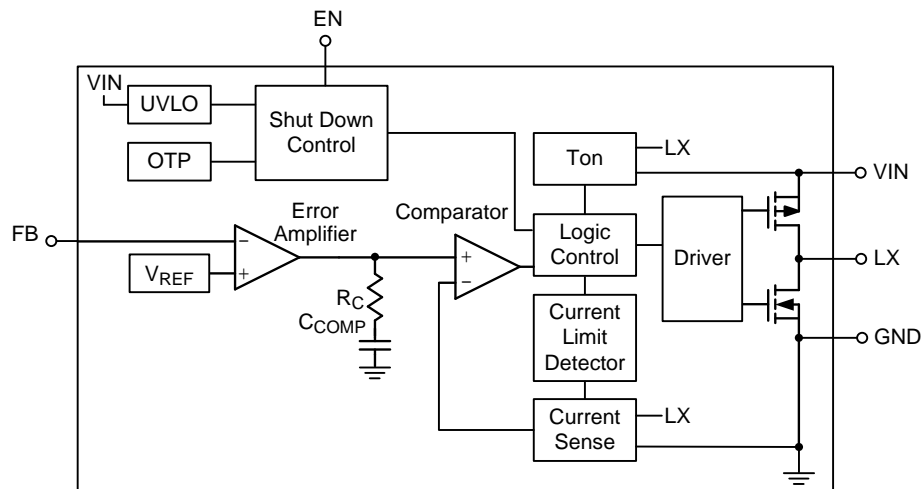 EN
VIN
UVLO
Shut Down
Control
OTP
Ton
LX
VIN
FB
Error
Amplifier
Comparator
Logic
Control
Driver
LX
VREF
RC
CCOMP
Current
Limit
Detector
GND
Current
Sense
LX